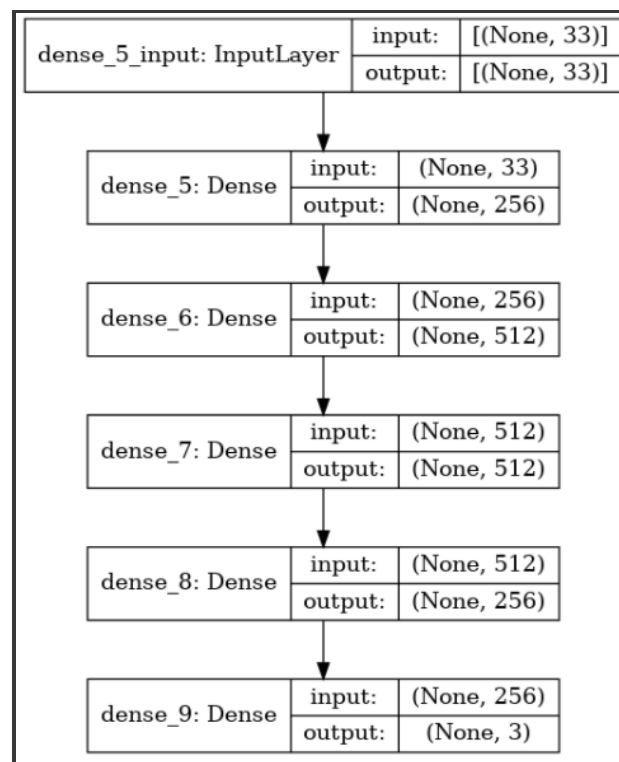 dense_5_input: InputLayer
input: [(None, 33)]
output: [(None, 33)]
dense_5: Dense
input: (None, 33)
output: (None, 256)
dense_6: Dense
input: (None, 256)
output: (None, 512)
dense_7: Dense
input: (None, 512)
output: (None, 512)
dense_8: Dense
input: (None, 512)
output: (None, 256)
dense_9: Dense
input: (None, 256)
output: (None, 3)